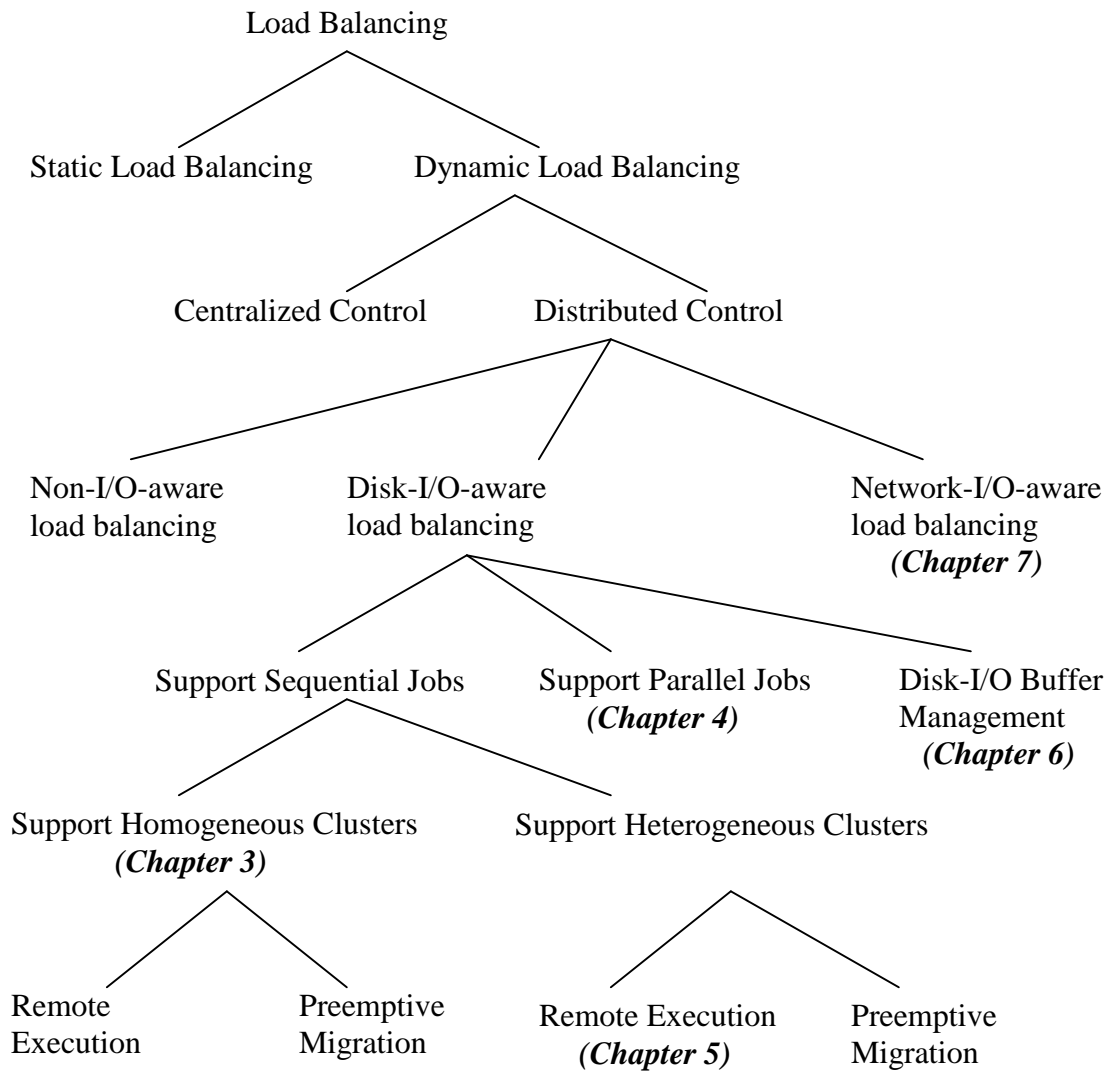 Load Balancing
Static Load Balancing
Dynamic Load Balancing
Centralized Control
Distributed Control
Non-I/O-aware
load balancing
Disk-I/O-aware
load balancing
Network-I/O-aware
load balancing
(Chapter 7)
Support Sequential Jobs
Support Parallel Jobs
(Chapter 4)
Disk-I/O Buffer
Management
(Chapter 6)
Support Homogeneous Clusters
(Chapter 3)
Support Heterogeneous Clusters
Remote
Execution
Preemptive
Migration
Remote Execution
(Chapter 5)
Preemptive
Migration